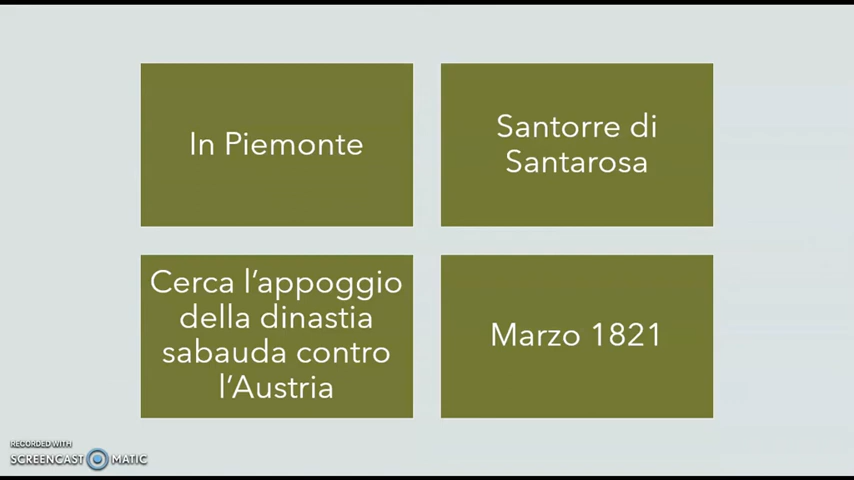 In Piemonte
Santorre di
Santarosa
Cerca l'appoggio
della dinastia
sabauda contro
l'Austria
Marzo 1821
RECORDED WITH
SCREENCAST MATIC